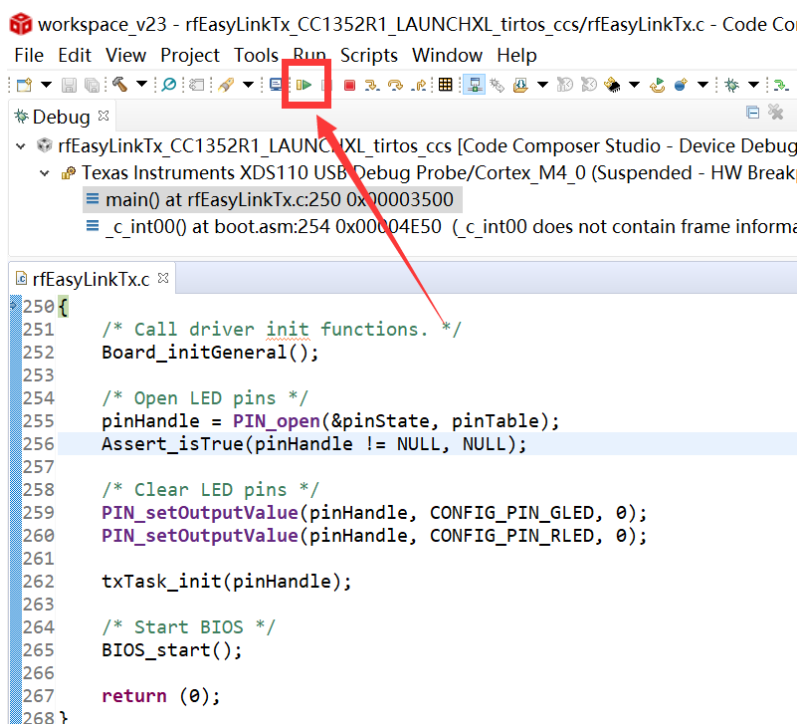 workspace_v23 - rfEasyLinkTx_CC1352R1_LAUNCHXL_tirtos_ccs/rfEasyLinkTx.c - Code Co
File Edit View Project Tools Run Scripts Window Help
Debug
rfEasyLinkTx_CC1352R1_LAUNCHXL_tirtos_ccs [Code Composer Studio - Device Debug
Texas Instruments XDS110 USB Debug Probe/Cortex_M4_0 (Suspended - HW Break
main() at rfEasyLinkTx.c:250 0x00003500
_c_int00() at boot.asm:254 0x00004E50 (_c_int00 does not contain frame informa
rfEasyLinkTx.c
250 {
251 /* Call driver init functions. */
252 Board_initGeneral();
253
254 /* Open LED pins */
255 pinHandle = PIN_open(&pinState, pinTable);
256 Assert_isTrue(pinHandle != NULL, NULL);
257
258 /* Clear LED pins */
259 PIN_setOutputValue(pinHandle, CONFIG_PIN_GLED, 0);
260 PIN_setOutputValue(pinHandle, CONFIG_PIN_RLED, 0);
261
262 txTask_init(pinHandle);
263
264 /* Start BIOS */
265 BIOS_start();
266
267 return (0);
268 }